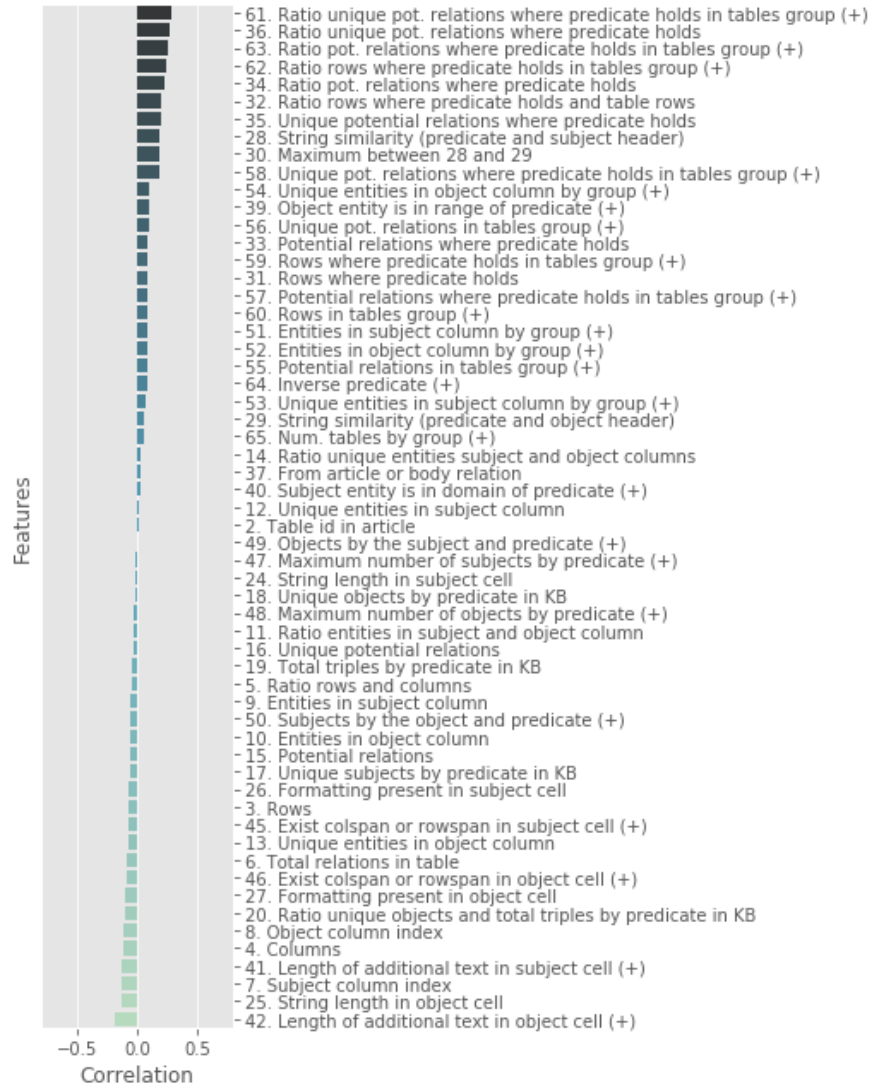 61. Ratio unique pot. relations where predicate holds in tables group (+)
36. Ratio unique pot. relations where predicate holds
63. Ratio pot. relations where predicate holds in tables group (+)
62. Ratio rows where predicate holds in tables group (+)
34. Ratio pot. relations where predicate holds
32. Ratio rows where predicate holds and table rows
35. Unique potential relations where predicate holds
28. String similarity (predicate and subject header)
30. Maximum between 28 and 29
58. Unique pot. relations where predicate holds in tables group (+)
54. Unique entities in object column by group (+)
39. Object entity is in range of predicate (+)
56. Unique pot. relations in tables group (+)
33. Potential relations where predicate holds
59. Rows where predicate holds in tables group (+)
31. Rows where predicate holds
57. Potential relations where predicate holds in tables group (+)
60. Rows in tables group (+)
51. Entities in subject column by group (+)
52. Entities in object column by group (+)
55. Potential relations in tables group (+)
64. Inverse predicate (+)
53. Unique entities in subject column by group (+)
29. String similarity (predicate and object header)
65. Num. tables by group (+)
14. Ratio unique entities subject and object columns
37. From article or body relation
40. Subject entity is in domain of predicate (+)
12. Unique entities in subject column
2. Table id in article
49. Objects by the subject and predicate (+)
47. Maximum number of subjects by predicate (+)
24. String length in subject cell
18. Unique objects by predicate in KB
48. Maximum number of objects by predicate (+)
11. Ratio entities in subject and object column
16. Unique potential relations
19. Total triples by predicate in KB
5. Ratio rows and columns
9. Entities in subject column
50. Subjects by the object and predicate (+)
10. Entities in object column
15. Potential relations
17. Unique subjects by predicate in KB
26. Formatting present in subject cell
3. Rows
45. Exist colspan or rowspan in subject cell (+)
13. Unique entities in object column
6. Total relations in table
46. Exist colspan or rowspan in object cell (+)
27. Formatting present in object cell
20. Ratio unique objects and total triples by predicate in KB
8. Object column index
4. Columns
41. Length of additional text in subject cell (+)
7. Subject column index
25. String length in object cell
42. Length of additional text in object cell (+)
Features
−0.5 0.0 0.5
Correlation